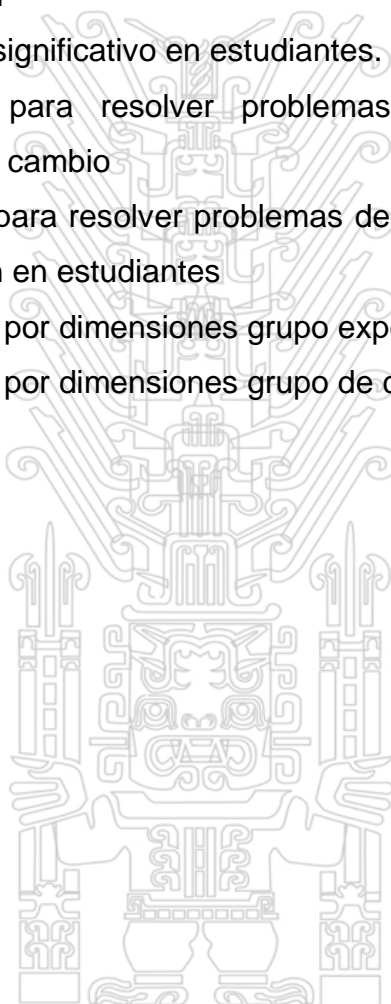 significativo en estudiantes.
para resolver problemas
cambio
para resolver problemas de
en estudiantes
por dimensiones grupo
por dimensiones grupo de